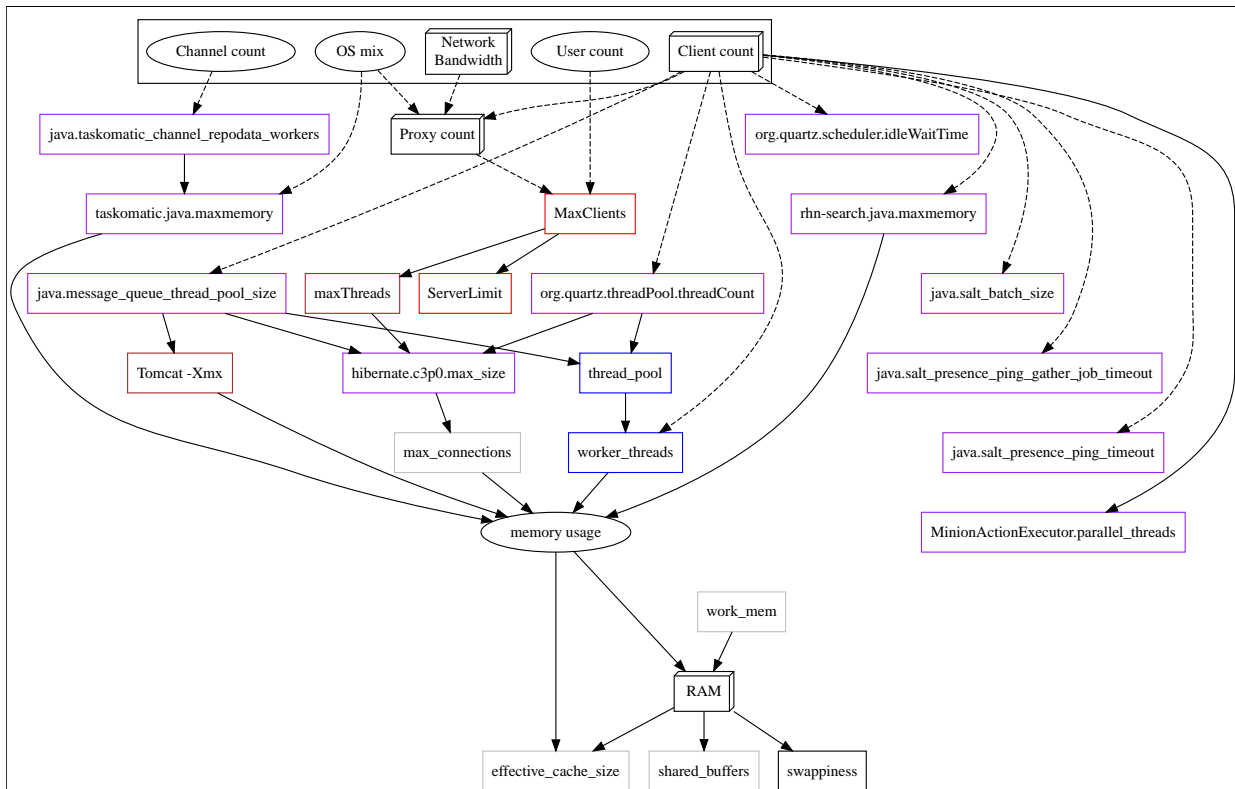 Channel count
OS mix
Network
Bandwidth
User count
Client count
java.taskomatic_channel_repodata_workers
Proxy count
org.quartz.scheduler.idleWaitTime
taskomatic.java.maxmemory
MaxClients
rhn-search.java.maxmemory
java.message_queue_thread_pool_size
maxThreads
ServerLimit
org.quartz.threadPool.threadCount
java.salt_batch_size
Tomcat -Xmx
hibernate.c3p0.max_size
thread_pool
java.salt_presence_ping_gather_job_timeout
max_connections
worker_threads
java.salt_presence_ping_timeout
memory usage
MinionActionExecutor.parallel_threads
work_mem
RAM
effective_cache_size
shared_buffers
swappiness